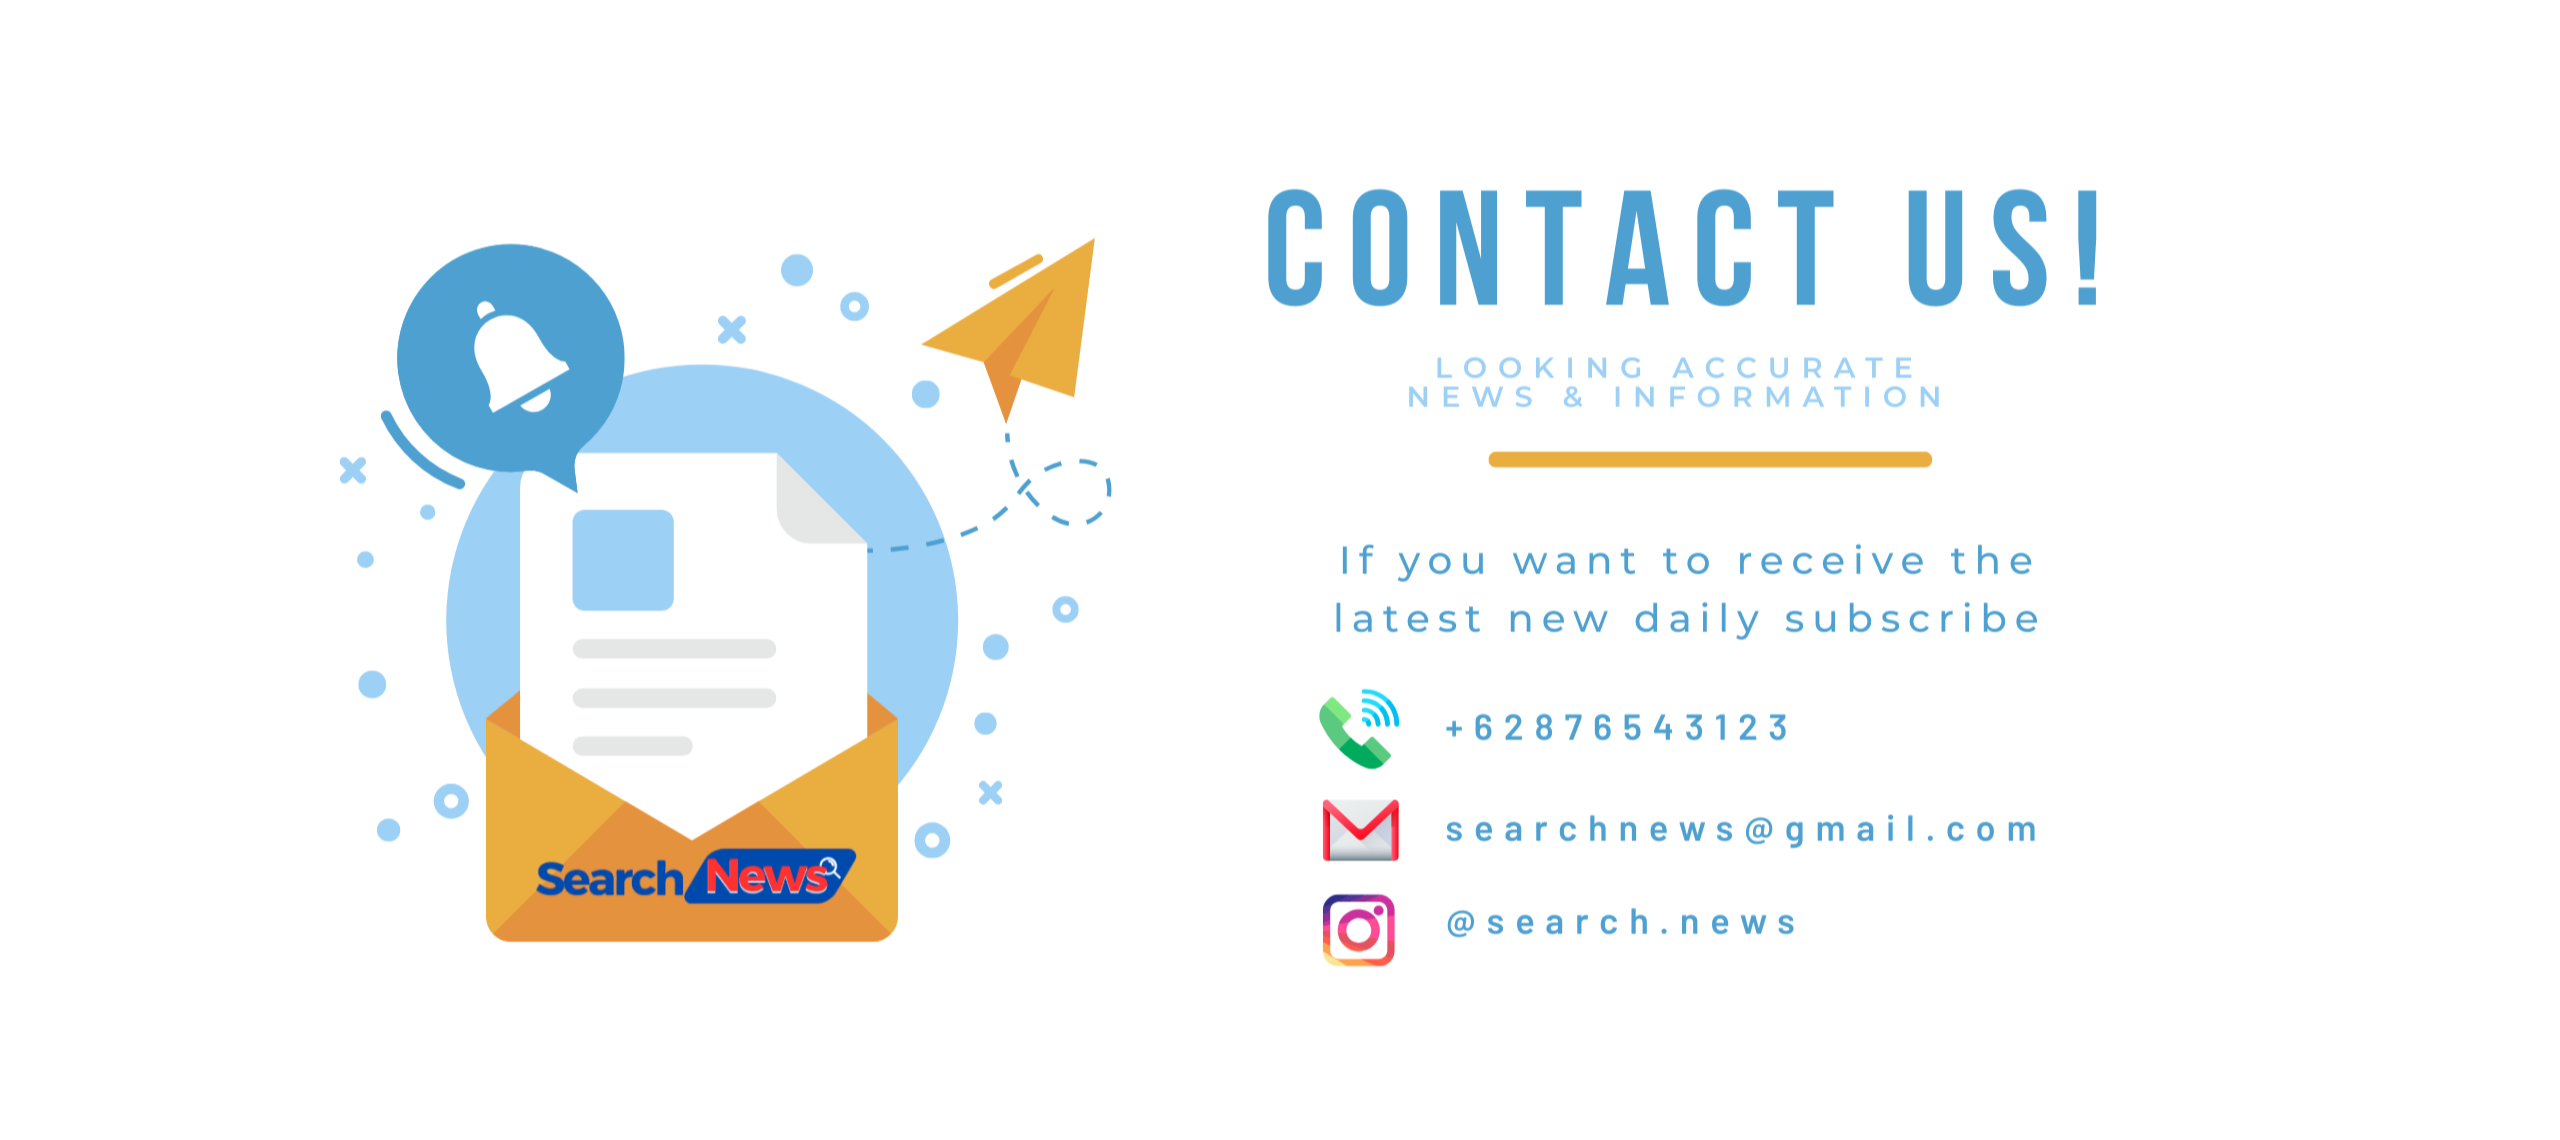 CONTACT US!
LOOKING ACCURATE
NEWS & INFORMATION
If you want to receive the
latest new daily subscribe
+62876543123
searchnews@gmail.com
@search.news
Search News